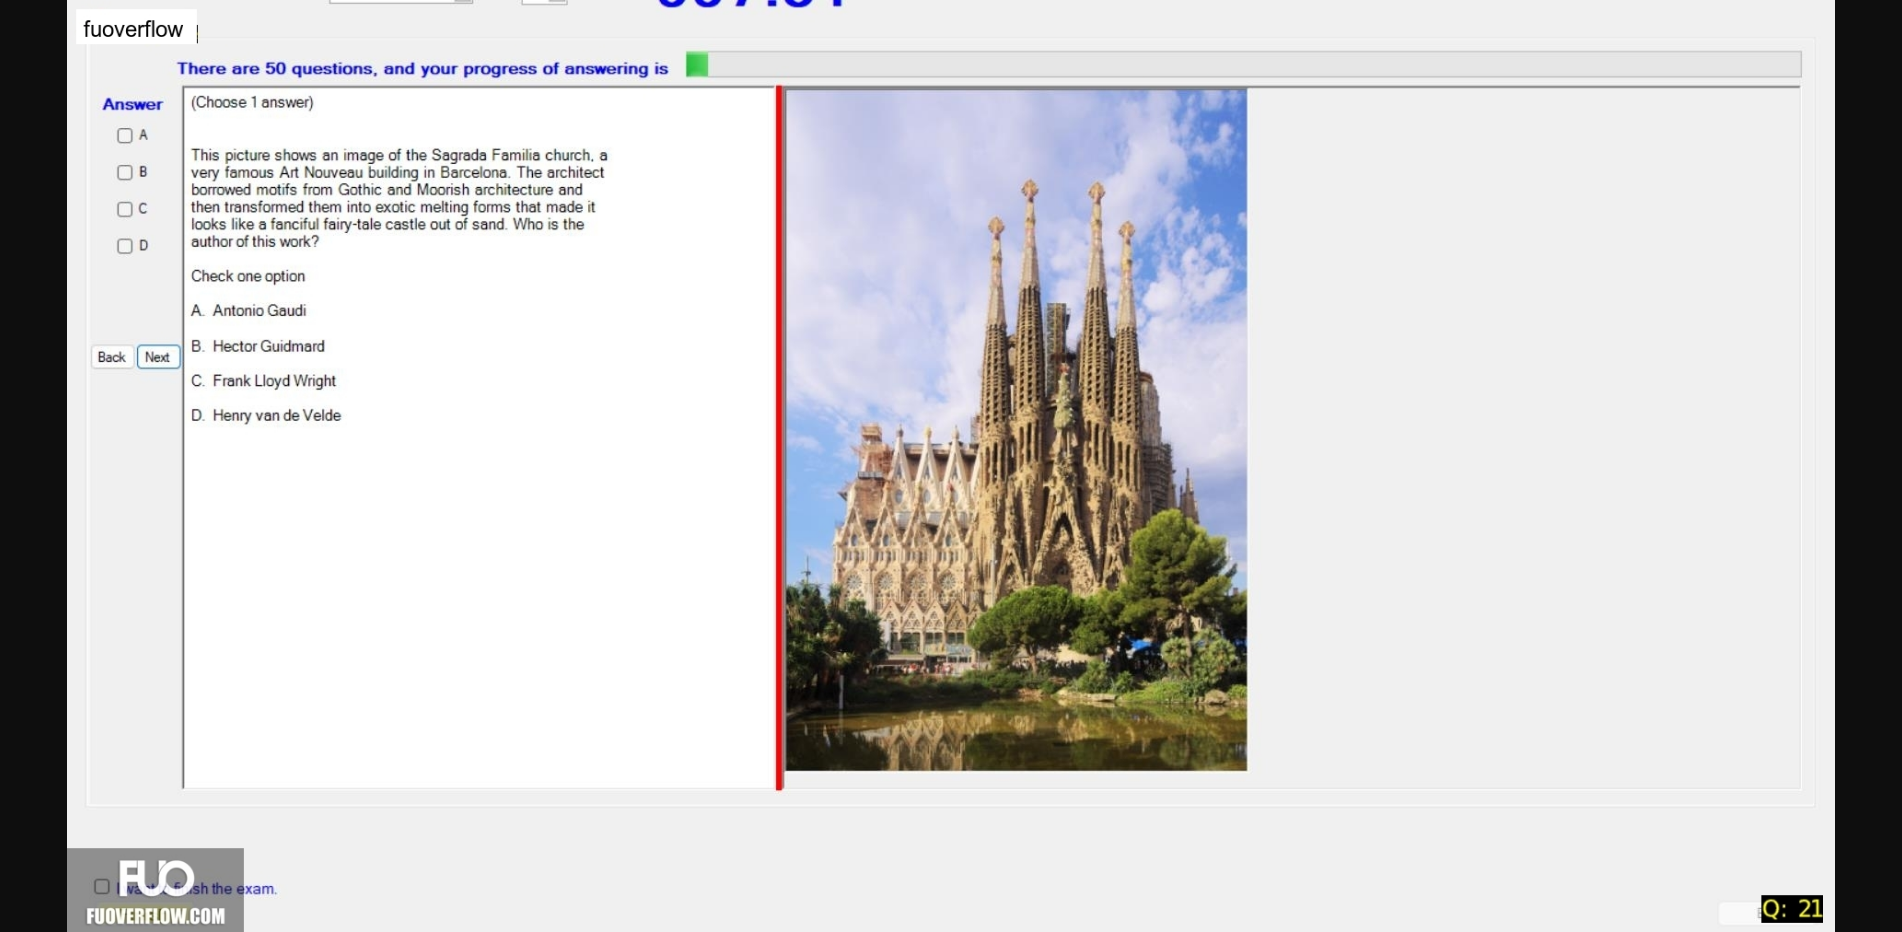 fuoverflow
There are 50 questions, and your progress of answering is
Answer
(Choose 1 answer)
A
B
C
D
This picture shows an image of the Sagrada Familia church, a
very famous Art Nouveau building in Barcelona. The architect
borrowed motifs from Gothic and Moorish architecture and
then transformed them into exotic melting forms that made it
looks like a fanciful fairy-tale castle out of sand. Who is the
author of this work?
Check one option
A. Antonio Gaudi
B. Hector Guidmard
C. Frank Lloyd Wright
D. Henry van de Velde
Back
Next
FUO
the exam.
FUOVERFLOW.COM
Q: 21